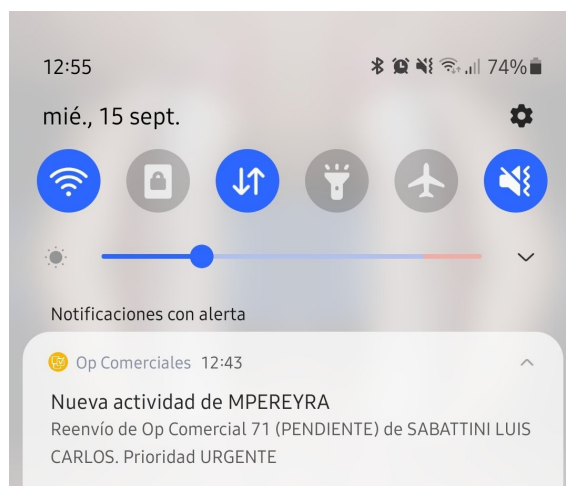 12:55 74%
mié., 15 sept.
Notificaciones con alerta
Op Comerciales 12:43
Nueva actividad de MPEREYRA
Reenvío de Op Comercial 71 (PENDIENTE) de SABATTINI LUIS
CARLOS. Prioridad URGENTE